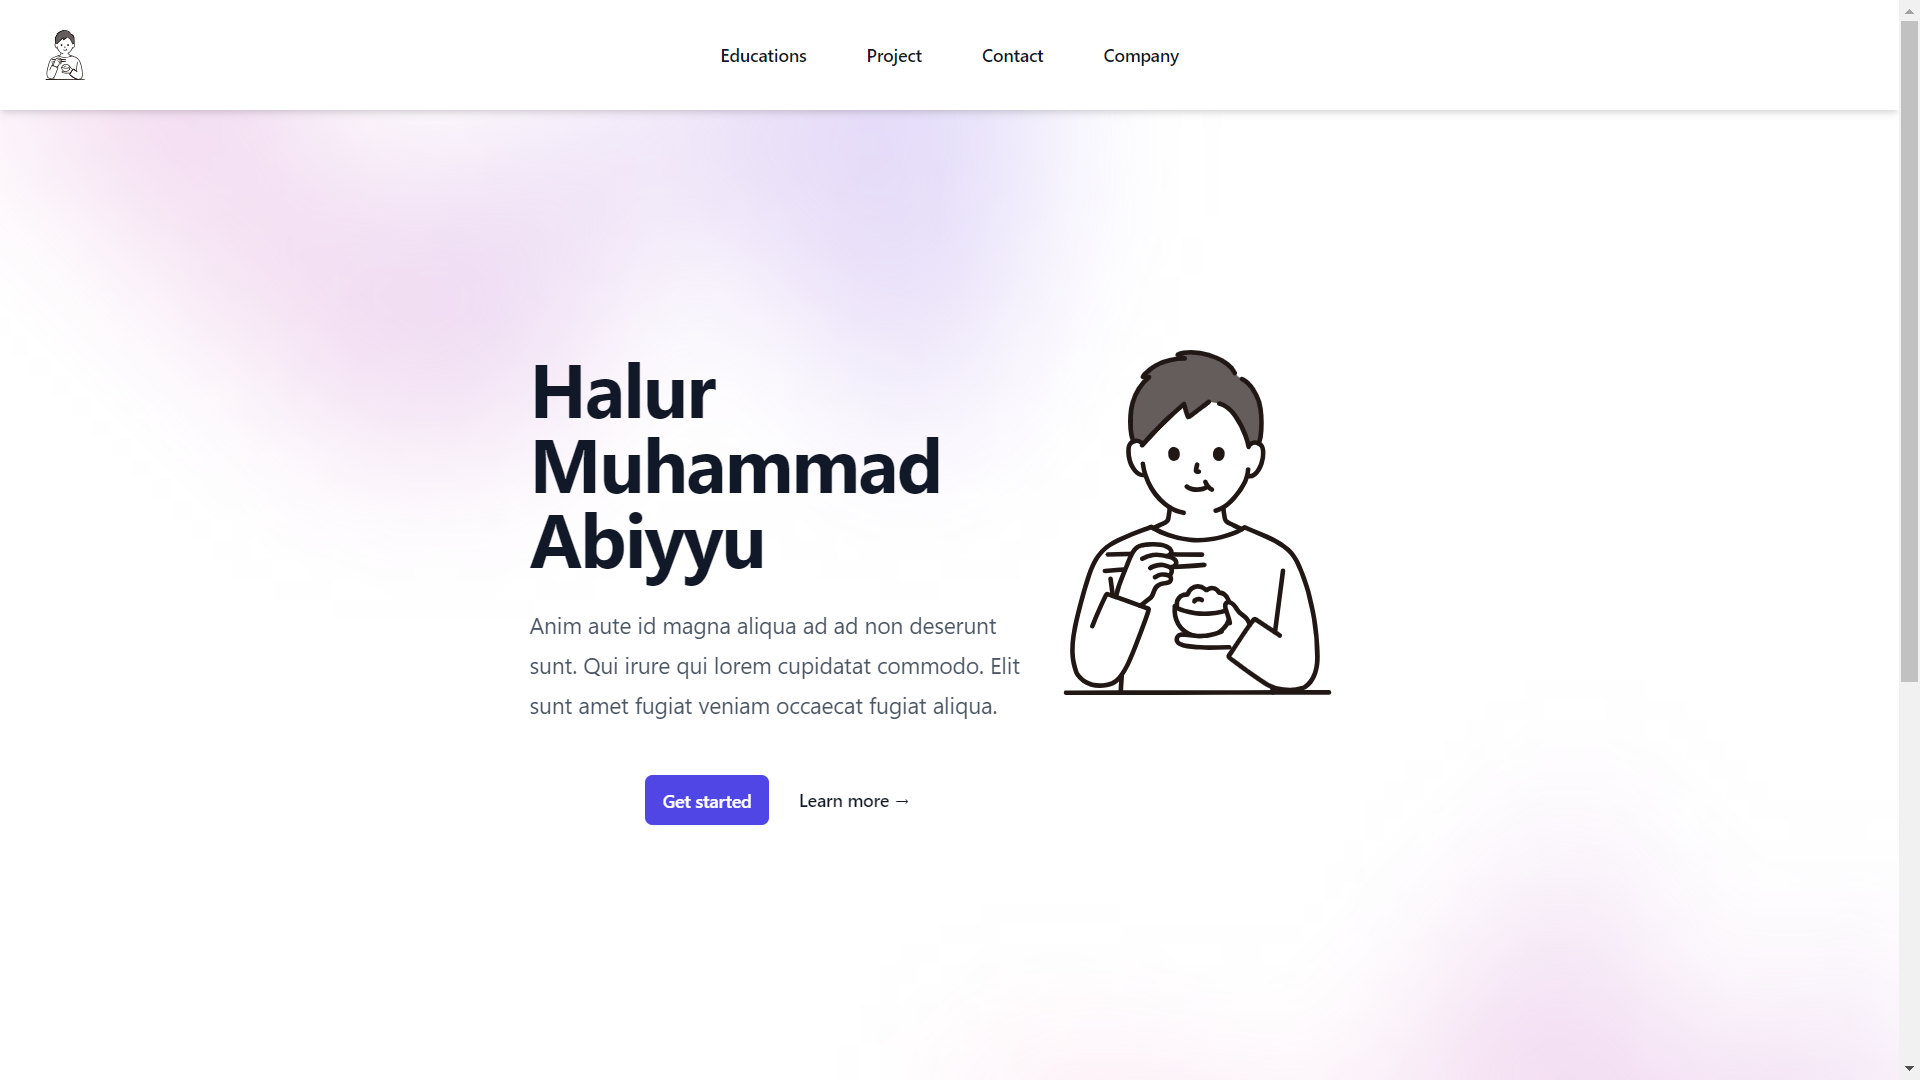 Educations
Project
Contact
Company
Halur
Muhammad
Abiyyu
Anim aute id magna aliqua ad ad non deserunt
sunt. Qui irure qui lorem cupidatat commodo. Elit
sunt amet fugiat veniam occaecat fugiat aliqua.
Get started
Learn more →